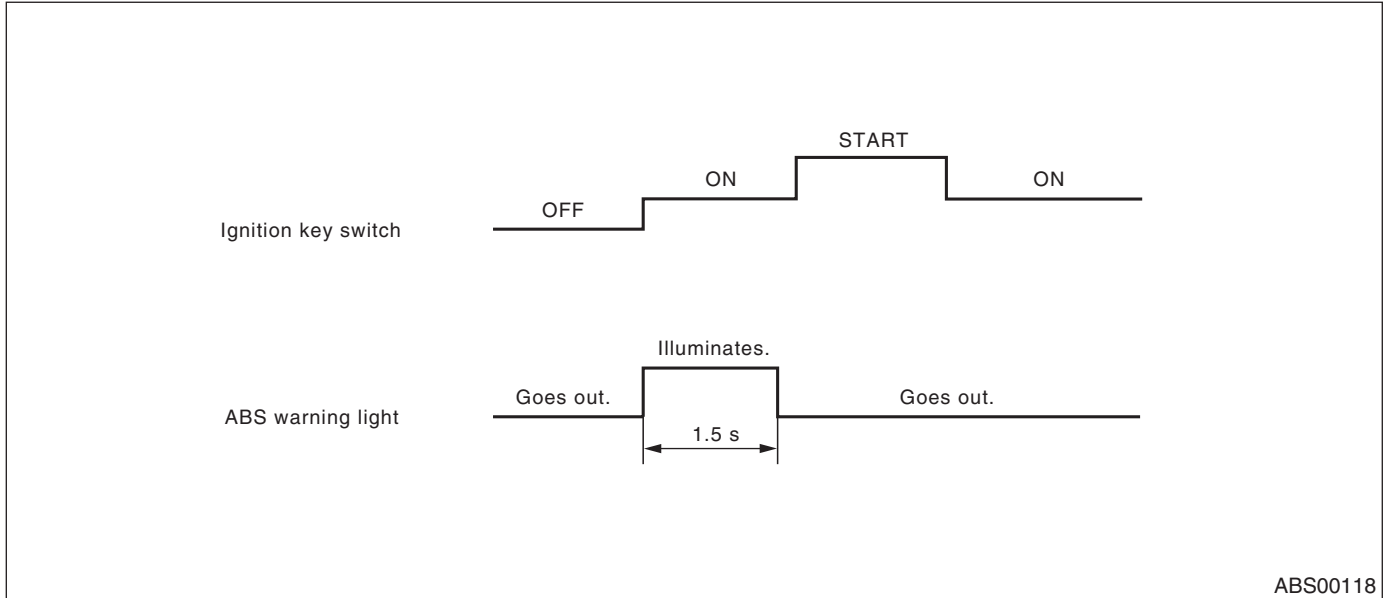 START
ON
ON
OFF
Ignition key switch
Illuminates.
Goes out.
Goes out.
ABS warning light
1.5 s
ABS00118